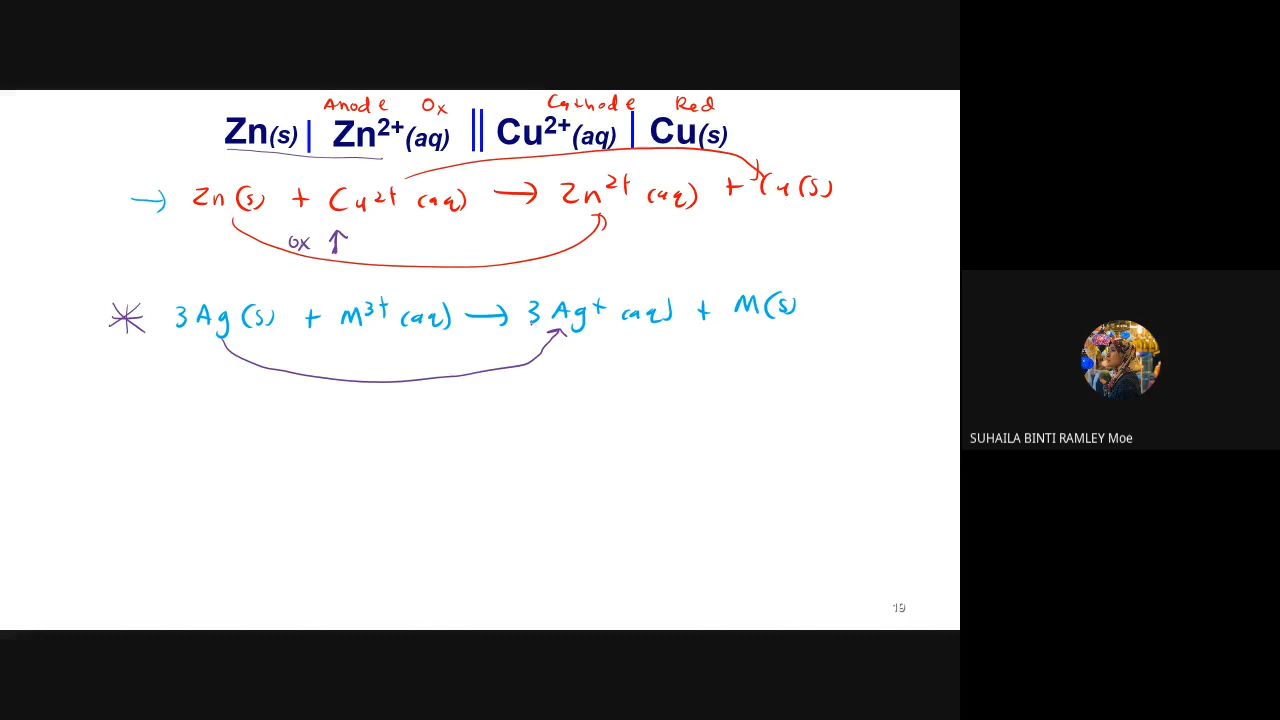 Anode Ox Cathode Red
Zn(s) | Zn²⁺(aq) || Cu²⁺(aq) | Cu(s)
→ Zn (s) + Cu²⁺ (aq) → Zn²⁺ (aq) + Cu(s)
ox ↑
* 3Ag(s) + M³⁺ (aq) → 3Ag⁺ (aq) + M(s)
SUHAILA BINTI RAMLEY Moe
19